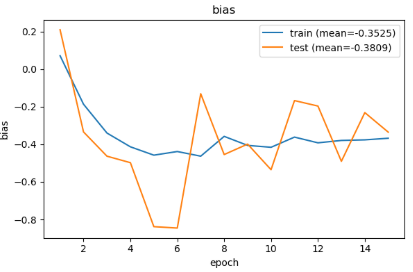 bias
train (mean=-0.3525)
test (mean=-0.3809)
0.2
0.0
−0.2
−0.4
−0.6
−0.8
bias
2 4 6 8 10 12 14
epoch